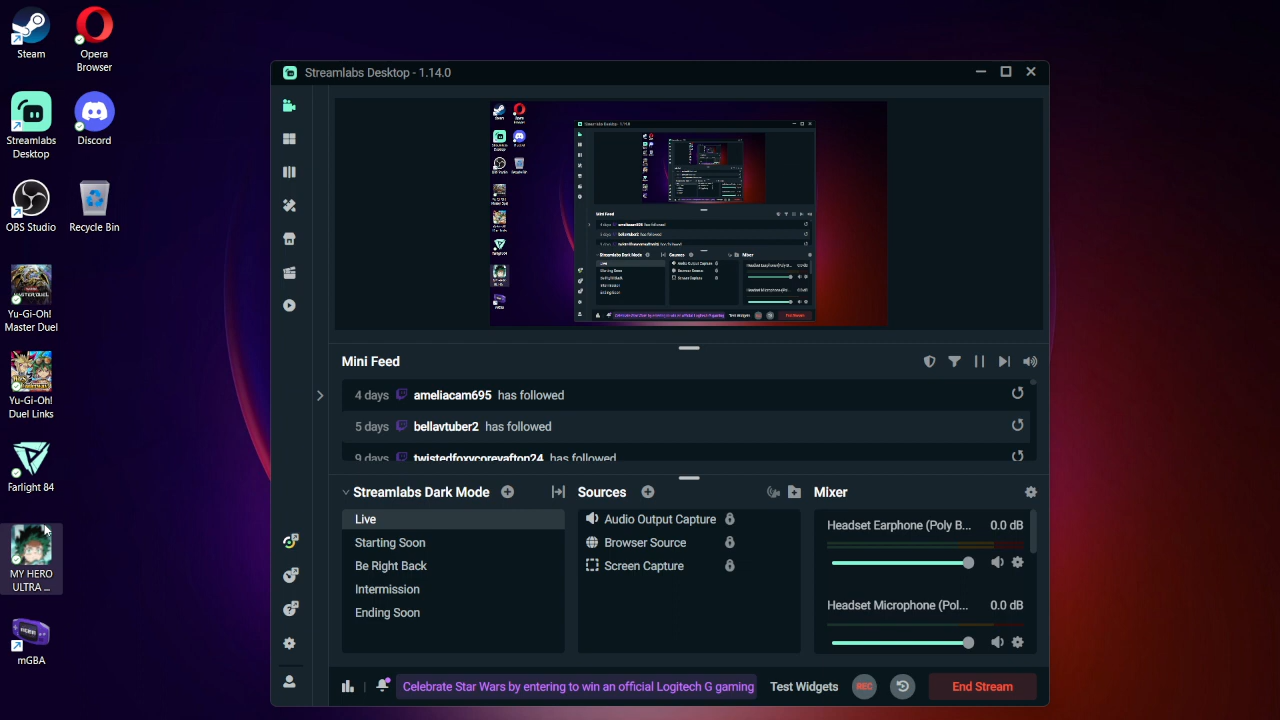 Steam
Opera
Browser
Streamlabs
Desktop
Discord
OBS Studio
Recycle Bin
Yu-Gi-Oh!
Master Duel
Yu-Gi-Oh!
Duel Links
Farlight 84
MY HERO
ULTRA ...
mGBA
Streamlabs Desktop - 1.14.0
Mini Feed
4 days ameliacam695 has followed
5 days bellavtuber2 has followed
9 days twistedfoxycoreyafton24 has followed
Streamlabs Dark Mode
Live
Starting Soon
Be Right Back
Intermission
Ending Soon
Sources
Audio Output Capture
Browser Source
Screen Capture
Mixer
Headset Earphone (Poly B... 0.0 dB
Headset Microphone (Pol... 0.0 dB
Celebrate Star Wars by entering to win an official Logitech G gaming
Test Widgets
REC
End Stream